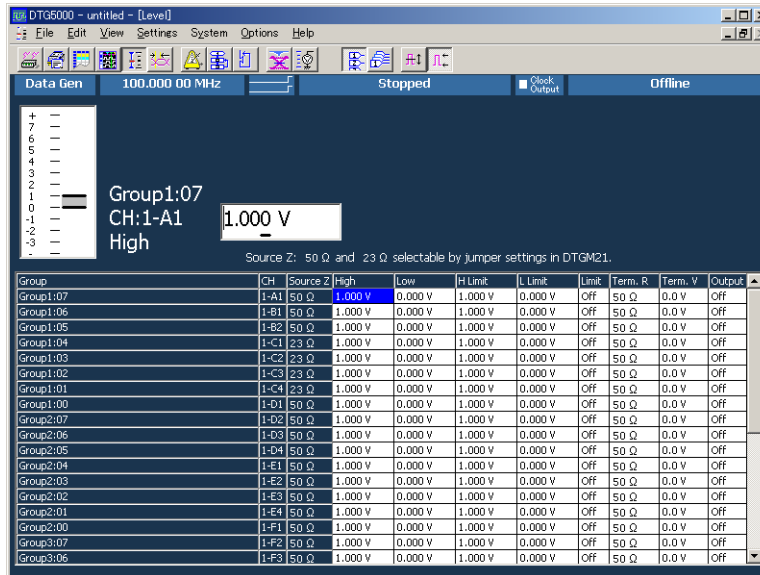 DTG5000 - untitled - [Level]
File Edit View Settings System Options Help
Data Gen 100.000 00 MHz Stopped Clock Output Offline
+
7
6
5
4
3
2
1
0
-1
-2
-3
-
Group1:07
CH:1-A1
High
1.000 V
Source Z: 50 Ω and 23 Ω selectable by jumper settings in DTGM21.
Group CH Source Z High Low H Limit L Limit Limit Term. R Term. V Output
Group1:07 1-A1 50 Ω 1.000 V 0.000 V 1.000 V 0.000 V Off 50 Ω 0.0 V Off
Group1:06 1-B1 50 Ω 1.000 V 0.000 V 1.000 V 0.000 V Off 50 Ω 0.0 V Off
Group1:05 1-B2 50 Ω 1.000 V 0.000 V 1.000 V 0.000 V Off 50 Ω 0.0 V Off
Group1:04 1-C1 23 Ω 1.000 V 0.000 V 1.000 V 0.000 V Off 50 Ω 0.0 V Off
Group1:03 1-C2 23 Ω 1.000 V 0.000 V 1.000 V 0.000 V Off 50 Ω 0.0 V Off
Group1:02 1-C3 23 Ω 1.000 V 0.000 V 1.000 V 0.000 V Off 50 Ω 0.0 V Off
Group1:01 1-C4 23 Ω 1.000 V 0.000 V 1.000 V 0.000 V Off 50 Ω 0.0 V Off
Group1:00 1-D1 50 Ω 1.000 V 0.000 V 1.000 V 0.000 V Off 50 Ω 0.0 V Off
Group2:07 1-D2 50 Ω 1.000 V 0.000 V 1.000 V 0.000 V Off 50 Ω 0.0 V Off
Group2:06 1-D3 50 Ω 1.000 V 0.000 V 1.000 V 0.000 V Off 50 Ω 0.0 V Off
Group2:05 1-D4 50 Ω 1.000 V 0.000 V 1.000 V 0.000 V Off 50 Ω 0.0 V Off
Group2:04 1-E1 50 Ω 1.000 V 0.000 V 1.000 V 0.000 V Off 50 Ω 0.0 V Off
Group2:03 1-E2 50 Ω 1.000 V 0.000 V 1.000 V 0.000 V Off 50 Ω 0.0 V Off
Group2:02 1-E3 50 Ω 1.000 V 0.000 V 1.000 V 0.000 V Off 50 Ω 0.0 V Off
Group2:01 1-E4 50 Ω 1.000 V 0.000 V 1.000 V 0.000 V Off 50 Ω 0.0 V Off
Group2:00 1-F1 50 Ω 1.000 V 0.000 V 1.000 V 0.000 V Off 50 Ω 0.0 V Off
Group3:07 1-F2 50 Ω 1.000 V 0.000 V 1.000 V 0.000 V Off 50 Ω 0.0 V Off
Group3:06 1-F3 50 Ω 1.000 V 0.000 V 1.000 V 0.000 V Off 50 Ω 0.0 V Off